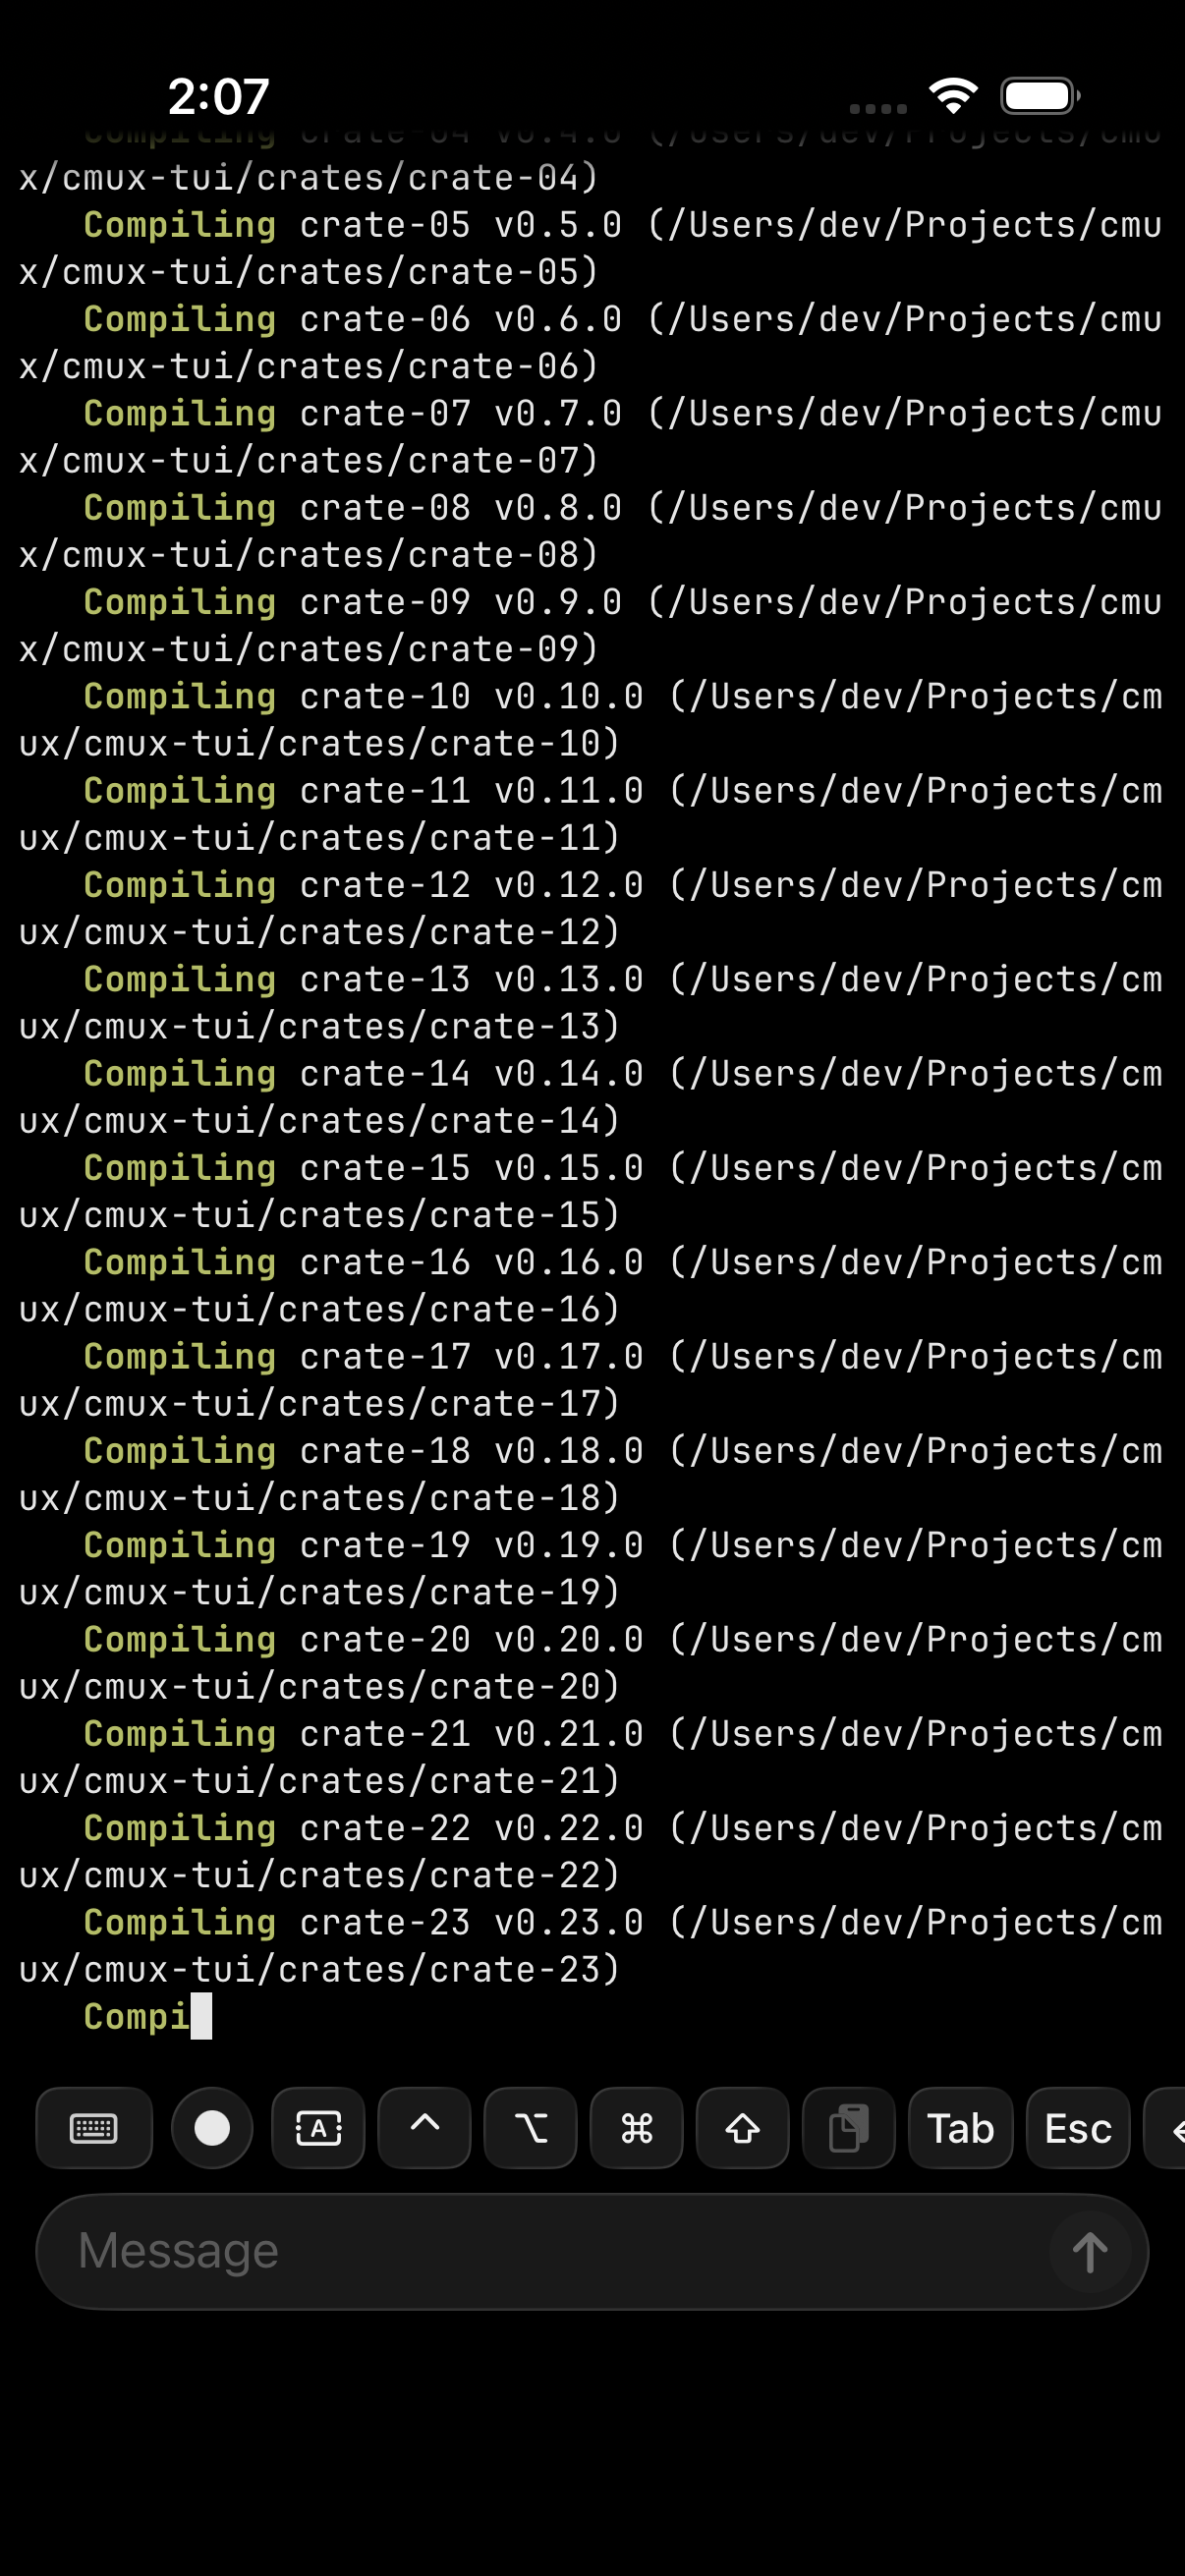 2:07
Compiling crate-04 v0.4.0 (/Users/dev/Projects/cmu
x/cmux-tui/crates/crate-04)
Compiling crate-05 v0.5.0 (/Users/dev/Projects/cmu
x/cmux-tui/crates/crate-05)
Compiling crate-06 v0.6.0 (/Users/dev/Projects/cmu
x/cmux-tui/crates/crate-06)
Compiling crate-07 v0.7.0 (/Users/dev/Projects/cmu
x/cmux-tui/crates/crate-07)
Compiling crate-08 v0.8.0 (/Users/dev/Projects/cmu
x/cmux-tui/crates/crate-08)
Compiling crate-09 v0.9.0 (/Users/dev/Projects/cmu
x/cmux-tui/crates/crate-09)
Compiling crate-10 v0.10.0 (/Users/dev/Projects/cm
ux/cmux-tui/crates/crate-10)
Compiling crate-11 v0.11.0 (/Users/dev/Projects/cm
ux/cmux-tui/crates/crate-11)
Compiling crate-12 v0.12.0 (/Users/dev/Projects/cm
ux/cmux-tui/crates/crate-12)
Compiling crate-13 v0.13.0 (/Users/dev/Projects/cm
ux/cmux-tui/crates/crate-13)
Compiling crate-14 v0.14.0 (/Users/dev/Projects/cm
ux/cmux-tui/crates/crate-14)
Compiling crate-15 v0.15.0 (/Users/dev/Projects/cm
ux/cmux-tui/crates/crate-15)
Compiling crate-16 v0.16.0 (/Users/dev/Projects/cm
ux/cmux-tui/crates/crate-16)
Compiling crate-17 v0.17.0 (/Users/dev/Projects/cm
ux/cmux-tui/crates/crate-17)
Compiling crate-18 v0.18.0 (/Users/dev/Projects/cm
ux/cmux-tui/crates/crate-18)
Compiling crate-19 v0.19.0 (/Users/dev/Projects/cm
ux/cmux-tui/crates/crate-19)
Compiling crate-20 v0.20.0 (/Users/dev/Projects/cm
ux/cmux-tui/crates/crate-20)
Compiling crate-21 v0.21.0 (/Users/dev/Projects/cm
ux/cmux-tui/crates/crate-21)
Compiling crate-22 v0.22.0 (/Users/dev/Projects/cm
ux/cmux-tui/crates/crate-22)
Compiling crate-23 v0.23.0 (/Users/dev/Projects/cm
ux/cmux-tui/crates/crate-23)
Compi
A ^ ⌥ ⌘ Tab Esc
Message